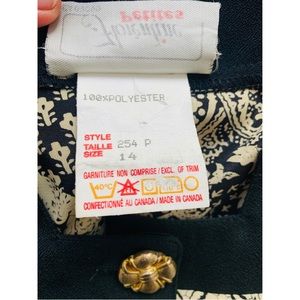 Petites
Florentine
100%POLYESTER
STYLE
TAILLE 254 P
SIZE 14
GARNITURE NON COMPRISE / EXCL. OF TRIM
40°C
CONFECTIONNÉ AU CANADA / MADE IN CANADA